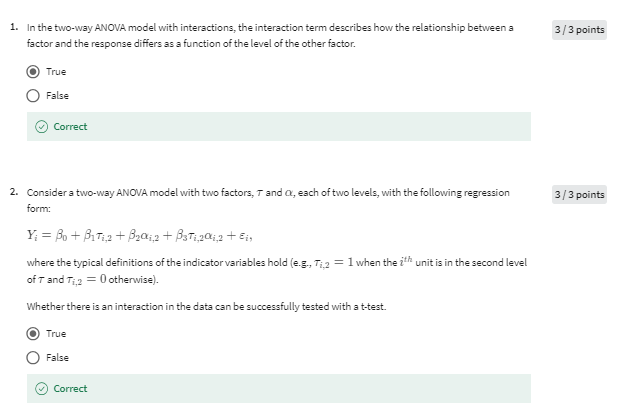 1. In the two-way ANOVA model with interactions, the interaction term describes how the relationship between a
3 / 3 points
factor and the response differs as a function of the level of the other factor.
True
False
Correct
2. Consider a two-way ANOVA model with two factors, τ and α, each of two levels, with the following regression
3 / 3 points
form:
Yᵢ = β₀ + β₁τᵢ,₂ + β₂αᵢ,₂ + β₃τᵢ,₂αᵢ,₂ + εᵢ,
where the typical definitions of the indicator variables hold (e.g., τᵢ,₂ = 1 when the iᵗʰ unit is in the second level
of τ and τᵢ,₂ = 0 otherwise).
Whether there is an interaction in the data can be successfully tested with a t-test.
True
False
Correct